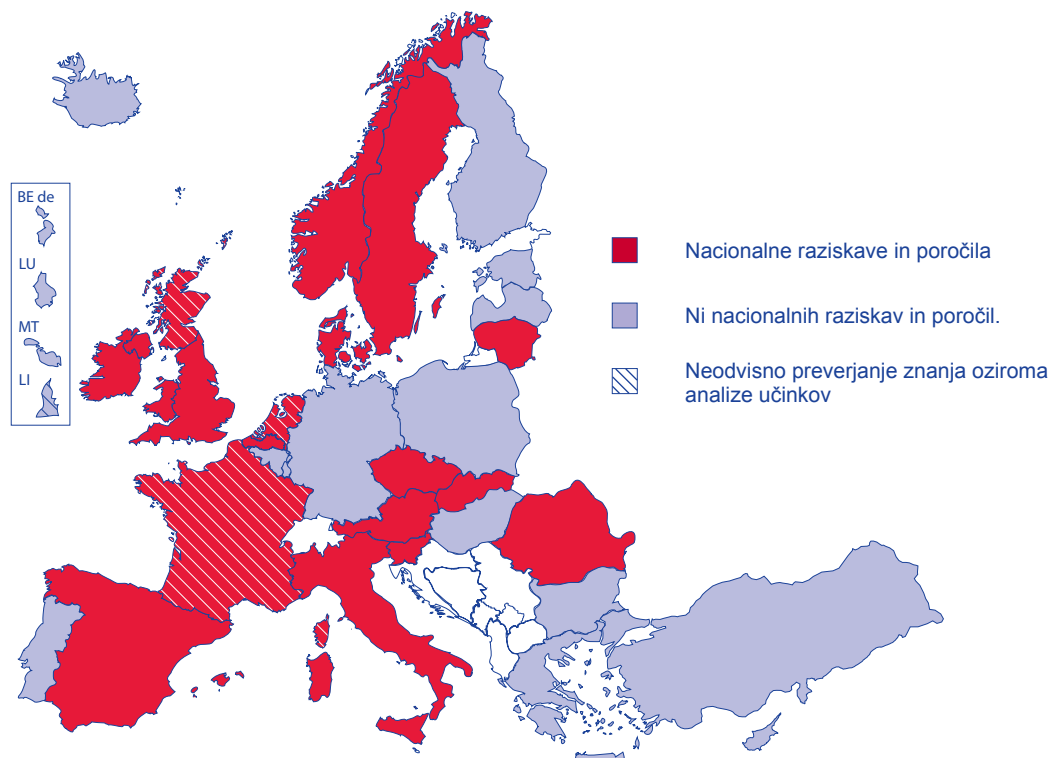 BE de
LU
MT
LI
Nacionalne raziskave in poročila
Ni nacionalnih raziskav in poročil.
Neodvisno preverjanje znanja oziroma
analize učinkov